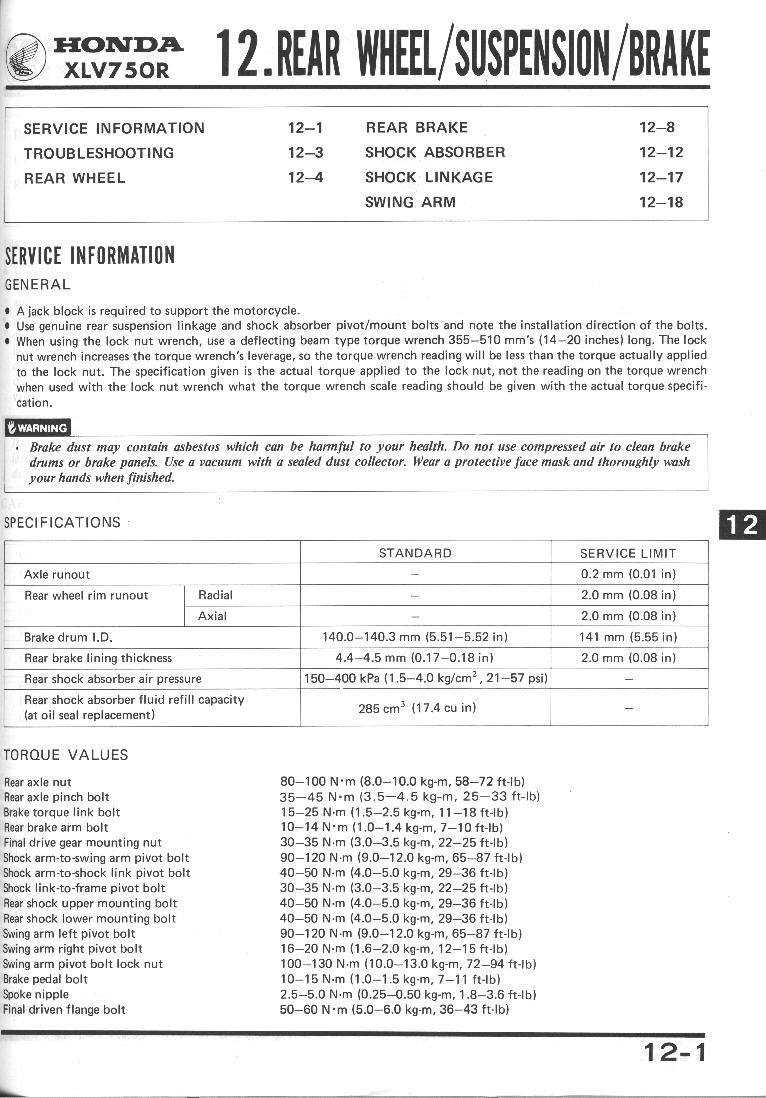 HONDA
XLV750R
12.REAR WHEEL/SUSPENSION/BRAKE
SERVICE INFORMATION 12–1
TROUBLESHOOTING 12–3
REAR WHEEL 12–4
REAR BRAKE 12–8
SHOCK ABSORBER 12–12
SHOCK LINKAGE 12–17
SWING ARM 12–18
SERVICE INFORMATION
GENERAL
• A jack block is required to support the motorcycle.
• Use genuine rear suspension linkage and shock absorber pivot/mount bolts and note the installation direction of the bolts.
• When using the lock nut wrench, use a deflecting beam type torque wrench 355–510 mm's (14–20 inches) long. The lock
nut wrench increases the torque wrench's leverage, so the torque wrench reading will be less than the torque actually applied
to the lock nut. The specification given is the actual torque applied to the lock nut, not the reading on the torque wrench
when used with the lock nut wrench what the torque wrench scale reading should be given with the actual torque specifi-
cation.
WARNING
• Brake dust may contain asbestos which can be harmful to your health. Do not use compressed air to clean brake
drums or brake panels. Use a vacuum with a sealed dust collector. Wear a protective face mask and thoroughly wash
your hands when finished.
12
SPECIFICATIONS
STANDARD SERVICE LIMIT
Axle runout – 0.2 mm (0.01 in)
Rear wheel rim runout Radial – 2.0 mm (0.08 in)
Axial – 2.0 mm (0.08 in)
Brake drum I.D. 140.0–140.3 mm (5.51–5.52 in) 141 mm (5.55 in)
Rear brake lining thickness 4.4–4.5 mm (0.17–0.18 in) 2.0 mm (0.08 in)
Rear shock absorber air pressure 150–400 kPa (1.5–4.0 kg/cm², 21–57 psi) –
Rear shock absorber fluid refill capacity
(at oil seal replacement) 285 cm³ (17.4 cu in) –
TORQUE VALUES
Rear axle nut 80–100 N·m (8.0–10.0 kg-m, 58–72 ft-lb)
Rear axle pinch bolt 35–45 N·m (3.5–4.5 kg-m, 25–33 ft-lb)
Brake torque link bolt 15–25 N·m (1.5–2.5 kg-m, 11–18 ft-lb)
Rear brake arm bolt 10–14 N·m (1.0–1.4 kg-m, 7–10 ft-lb)
Final drive gear mounting nut 30–35 N·m (3.0–3.5 kg-m, 22–25 ft-lb)
Shock arm-to-swing arm pivot bolt 90–120 N·m (9.0–12.0 kg-m, 65–87 ft-lb)
Shock arm-to-shock link pivot bolt 40–50 N·m (4.0–5.0 kg-m, 29–36 ft-lb)
Shock link-to-frame pivot bolt 30–35 N·m (3.0–3.5 kg-m, 22–25 ft-lb)
Rear shock upper mounting bolt 40–50 N·m (4.0–5.0 kg-m, 29–36 ft-lb)
Rear shock lower mounting bolt 40–50 N·m (4.0–5.0 kg-m, 29–36 ft-lb)
Swing arm left pivot bolt 90–120 N·m (9.0–12.0 kg-m, 65–87 ft-lb)
Swing arm right pivot bolt 16–20 N·m (1.6–2.0 kg-m, 12–15 ft-lb)
Swing arm pivot bolt lock nut 100–130 N·m (10.0–13.0 kg-m, 72–94 ft-lb)
Brake pedal bolt 10–15 N·m (1.0–1.5 kg-m, 7–11 ft-lb)
Spoke nipple 2.5–5.0 N·m (0.25–0.50 kg-m, 1.8–3.6 ft-lb)
Final driven flange bolt 50–60 N·m (5.0–6.0 kg-m, 36–43 ft-lb)
12-1